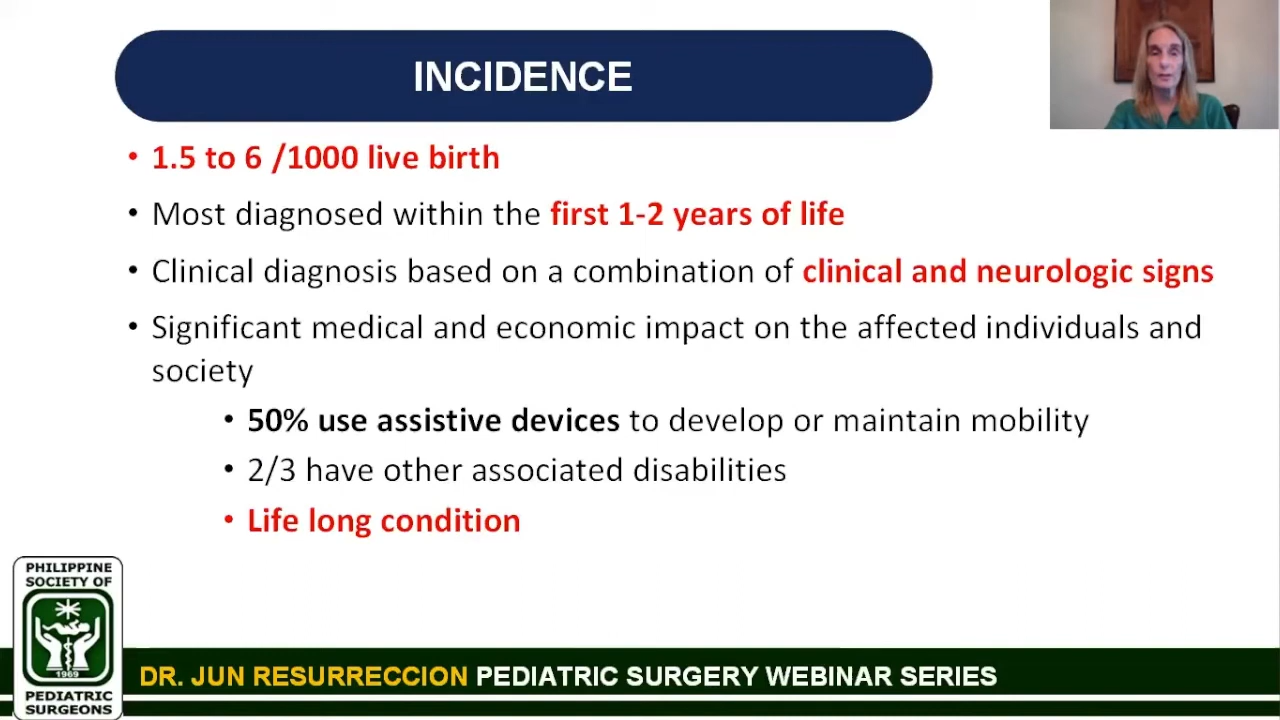 INCIDENCE
• 1.5 to 6 /1000 live birth
• Most diagnosed within the first 1-2 years of life
• Clinical diagnosis based on a combination of clinical and neurologic signs
• Significant medical and economic impact on the affected individuals and
society
• 50% use assistive devices to develop or maintain mobility
• 2/3 have other associated disabilities
• Life long condition
PHILIPPINE
SOCIETY OF
1969
PEDIATRIC
SURGEONS
DR. JUN RESURRECCION PEDIATRIC SURGERY WEBINAR SERIES